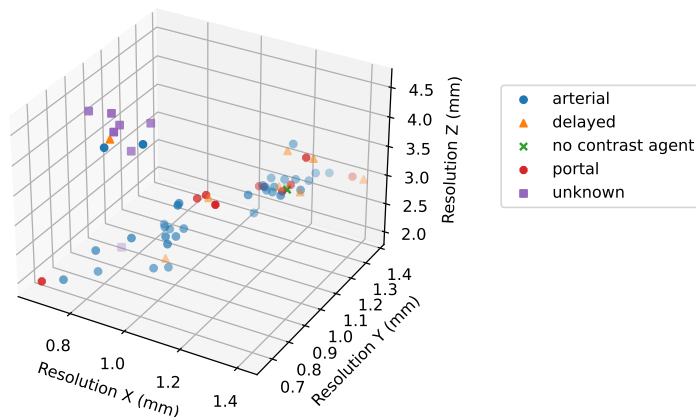 4.5
4.0
3.5
3.0
2.5
2.0
Resolution Z (mm)
1.4
1.3
1.2
1.1
1.0
0.9
0.8
0.7
Resolution Y (mm)
0.8
1.0
1.2
1.4
Resolution X (mm)
arterial
delayed
no contrast agent
portal
unknown